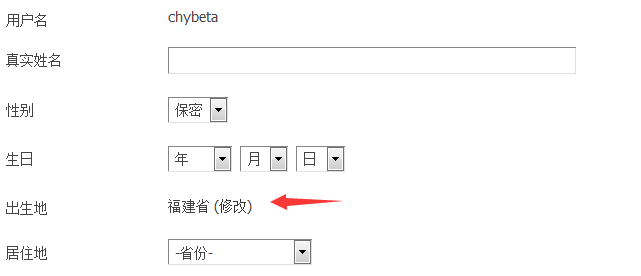 用户名 chybeta
真实姓名
性别 保密
生日 年 月 日
出生地 福建省 (修改)
居住地 -省份-